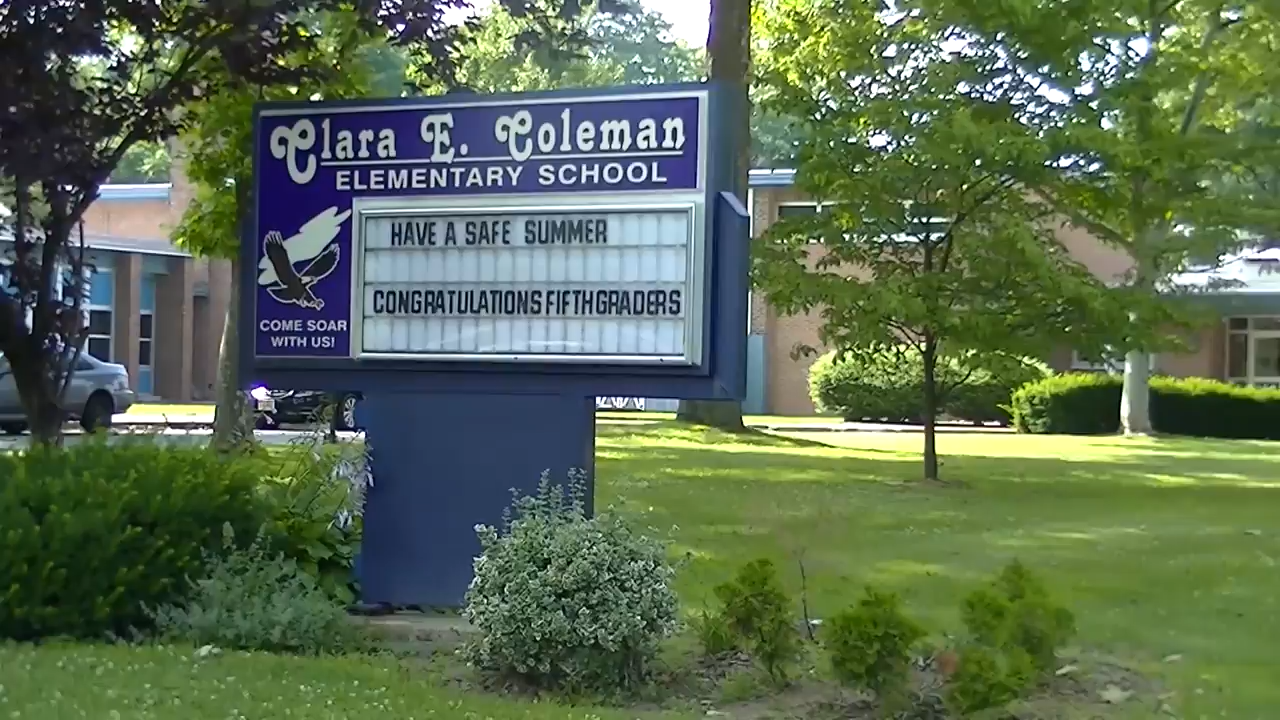 Clara E. Coleman
ELEMENTARY SCHOOL
HAVE A SAFE SUMMER
CONGRATULATIONS FIFTH GRADERS
COME SOAR
WITH US!